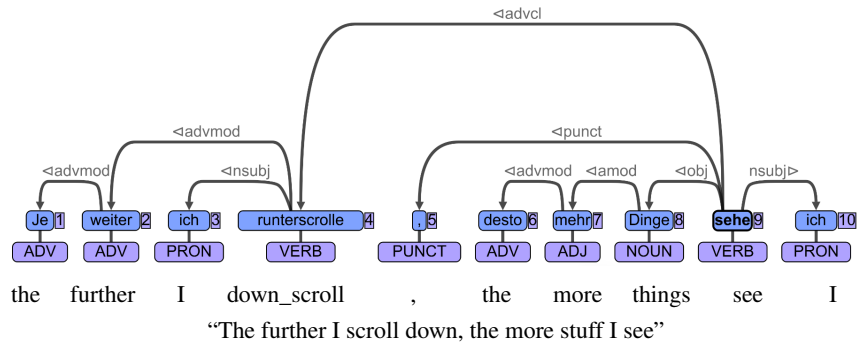 ⊲advcl
⊲advmod ⊲punct
⊲advmod ⊲nsubj ⊲advmod ⊲amod ⊲obj nsubj⊳
Je 1 weiter 2 ich 3 runterscrolle 4 , 5 desto 6 mehr 7 Dinge 8 sehe 9 ich 10
ADV ADV PRON VERB PUNCT ADV ADJ NOUN VERB PRON
the further I down_scroll , the more things see I
“The further I scroll down, the more stuff I see”